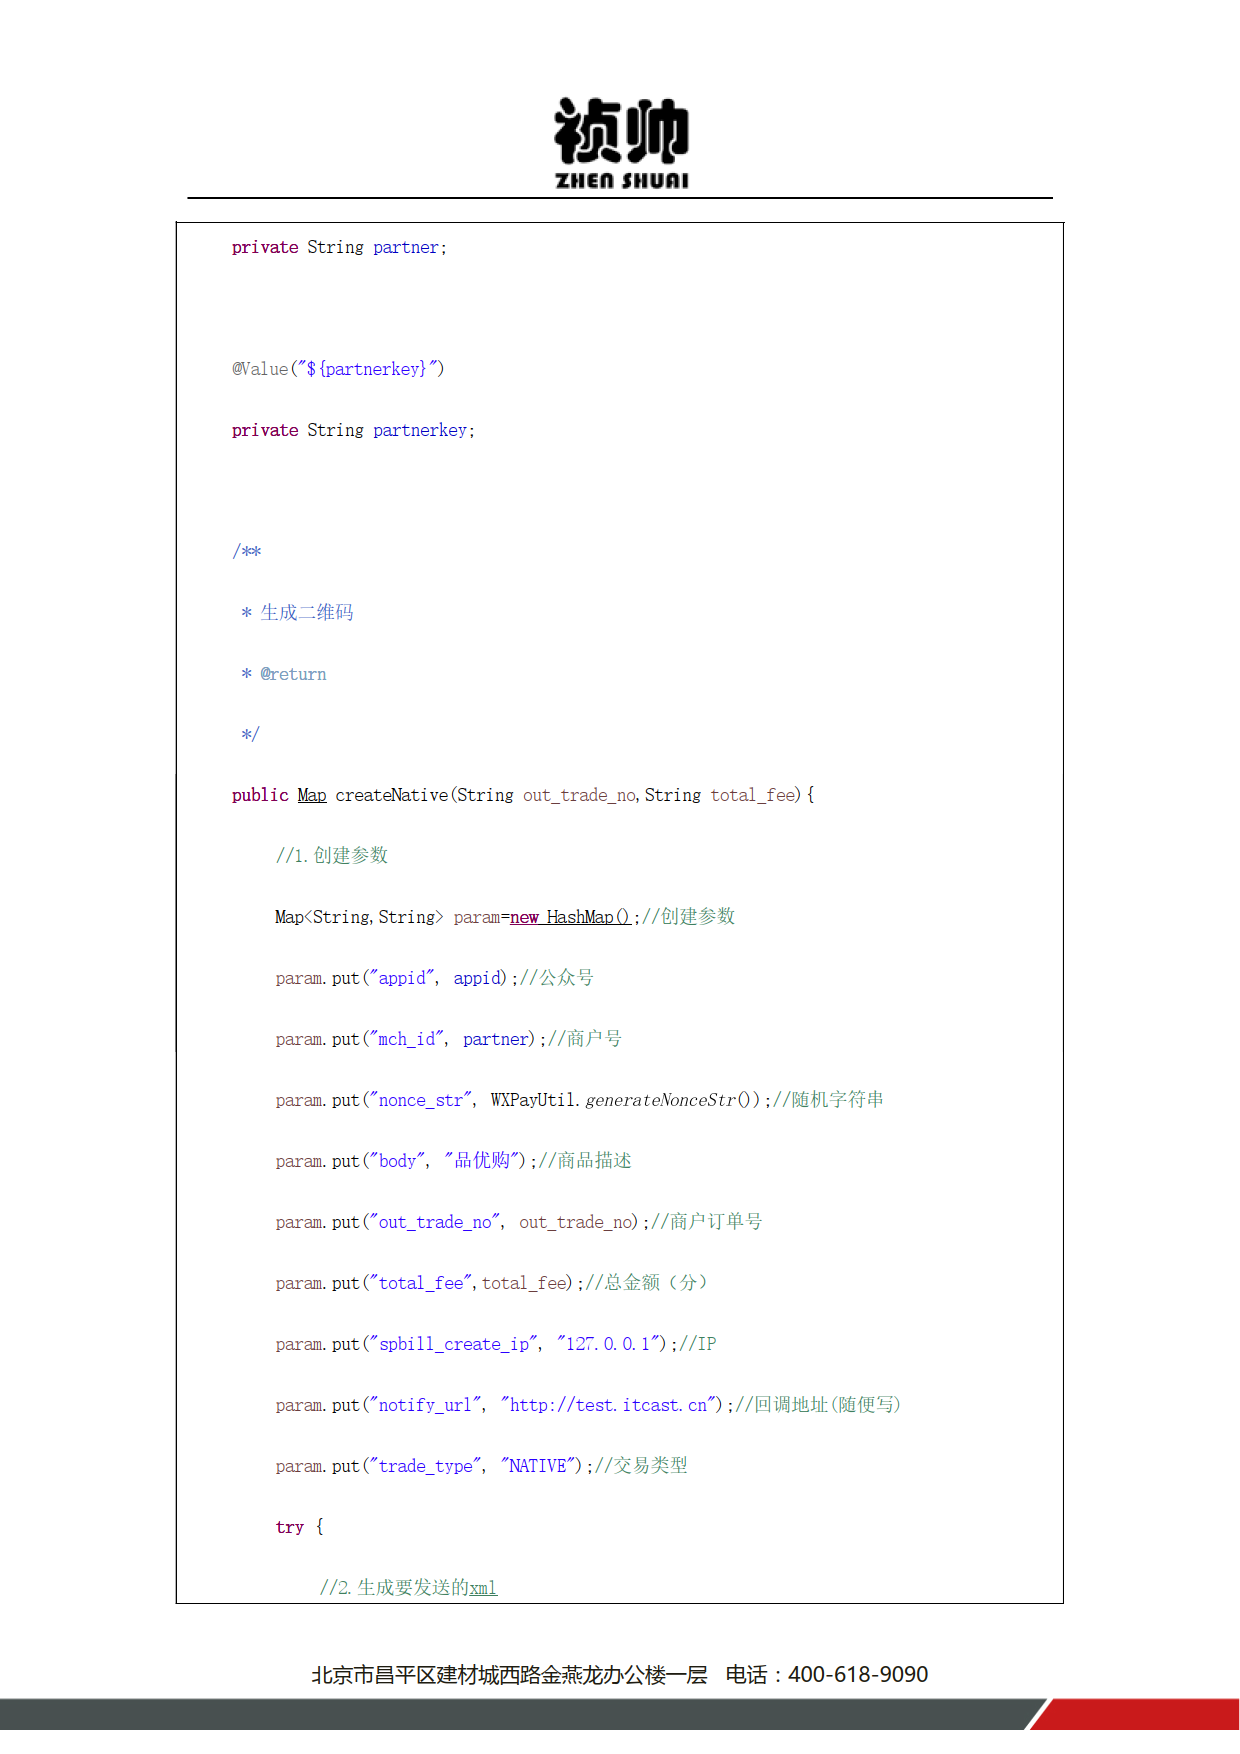 祯帅
ZHEN SHUAI
private String partner;
@Value("${partnerkey}")
private String partnerkey;
/**
* 生成二维码
* @return
*/
public Map createNative(String out_trade_no,String total_fee){
//1.创建参数
Map<String,String> param=new HashMap();//创建参数
param.put("appid", appid);//公众号
param.put("mch_id", partner);//商户号
param.put("nonce_str", WXPayUtil.generateNonceStr());//随机字符串
param.put("body", "品优购");//商品描述
param.put("out_trade_no", out_trade_no);//商户订单号
param.put("total_fee",total_fee);//总金额（分）
param.put("spbill_create_ip", "127.0.0.1");//IP
param.put("notify_url", "http://test.itcast.cn");//回调地址(随便写)
param.put("trade_type", "NATIVE");//交易类型
try {
//2.生成要发送的xml
北京市昌平区建材城西路金燕龙办公楼一层 电话：400-618-9090